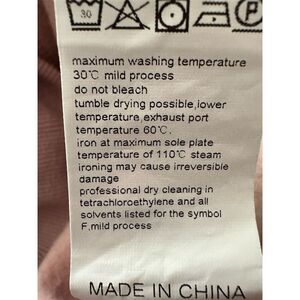 30
P
maximum washing temperature
30℃ mild process
do not bleach
tumble drying possible,lower
temperature,exhaust port
temperature 60℃.
iron at maximum sole plate
temperature of 110℃ steam
ironing may cause irreversible
damage
professional dry cleaning in
tetrachloroethylene and all
solvents listed for the symbol
F,mild process
MADE IN CHINA